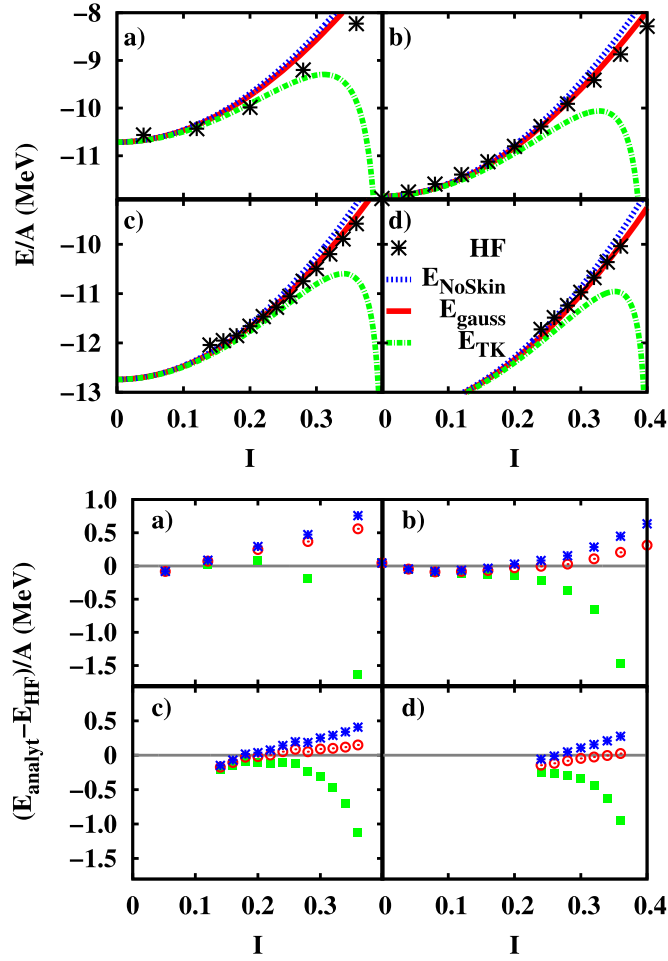 −8
−9
−10
−11
a)
b)
E/A (MeV)
−10
−11
−12
−13
c)
d)
HF
E_NoSkin
E_gauss
E_TK
0 0.1 0.2 0.3 0 0.1 0.2 0.3 0.4
I I
1.0
0.5
0
−0.5
−1.0
−1.5
a)
b)
(E_analyt−E_HF)/A (MeV)
0.5
0
−0.5
−1.0
−1.5
c)
d)
0 0.1 0.2 0.3 0 0.1 0.2 0.3 0.4
I I